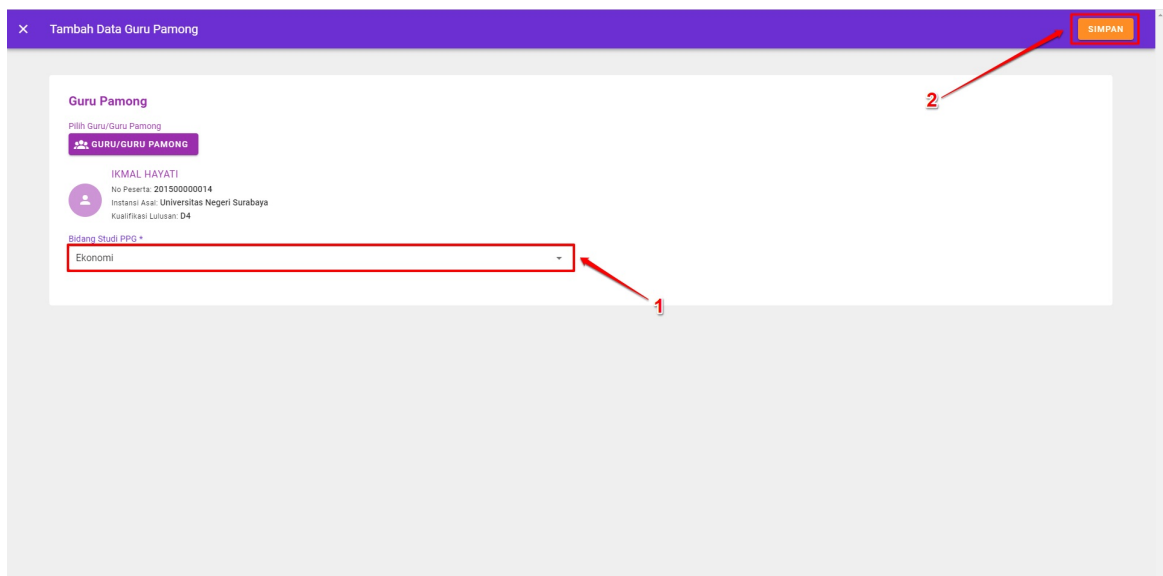 Tambah Data Guru Pamong
SIMPAN
2
Guru Pamong
Pilih Guru/Guru Pamong
GURU/GURU PAMONG
IKMAL HAYATI
No Peserta: 201500000014
Instansi Asal: Universitas Negeri Surabaya
Kualifikasi Lulusan: D4
Bidang Studi PPG *
Ekonomi
1